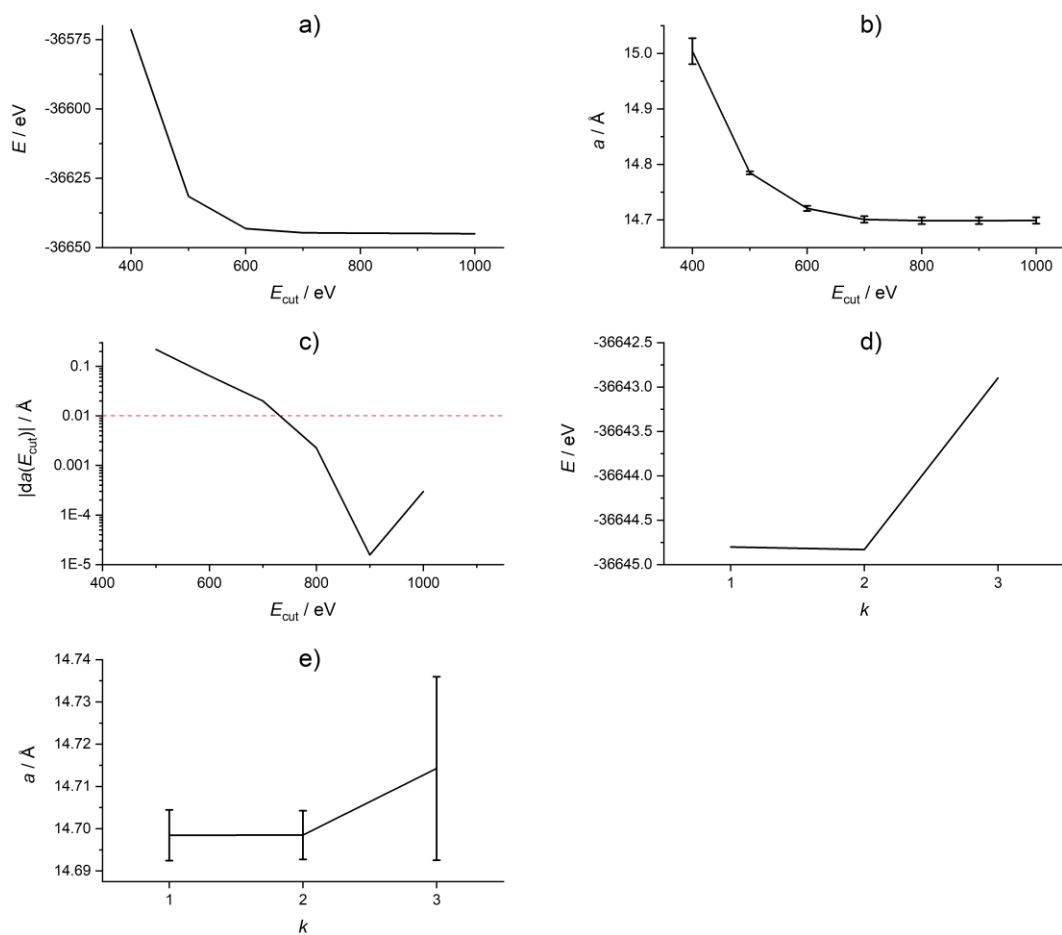 a)
-36575
-36600
-36625
-36650
E / eV
400 600 800 1000
E_cut / eV
b)
15.0
14.9
14.8
14.7
a / Å
400 500 600 700 800 900 1000
E_cut / eV
c)
0.1
0.01
0.001
1E-4
1E-5
|da(E_cut)| / Å
400 600 800 1000
E_cut / eV
d)
-36642.5
-36643.0
-36643.5
-36644.0
-36644.5
-36645.0
E / eV
1 2 3
k
e)
14.74
14.73
14.72
14.71
14.70
14.69
a / Å
1 2 3
k